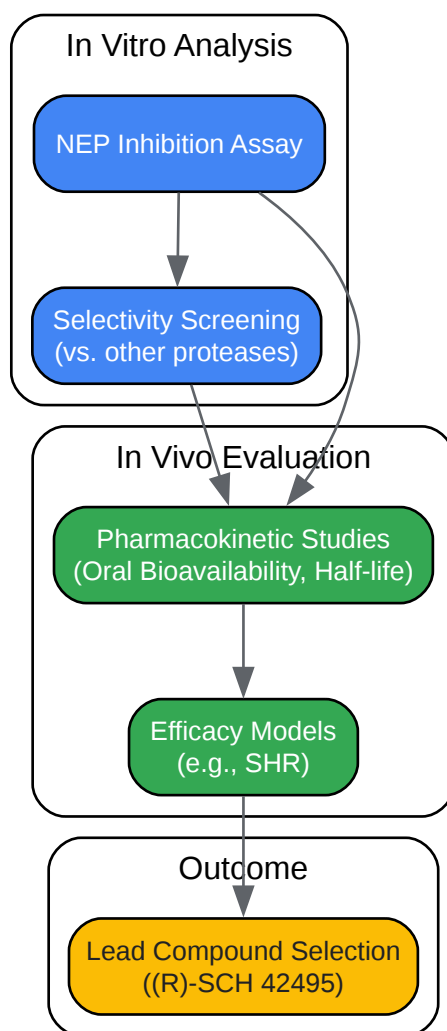 In Vitro Analysis
NEP Inhibition Assay
Selectivity Screening
(vs. other proteases)
In Vivo Evaluation
Pharmacokinetic Studies
(Oral Bioavailability, Half-life)
Efficacy Models
(e.g., SHR)
Outcome
Lead Compound Selection
((R)-SCH 42495)